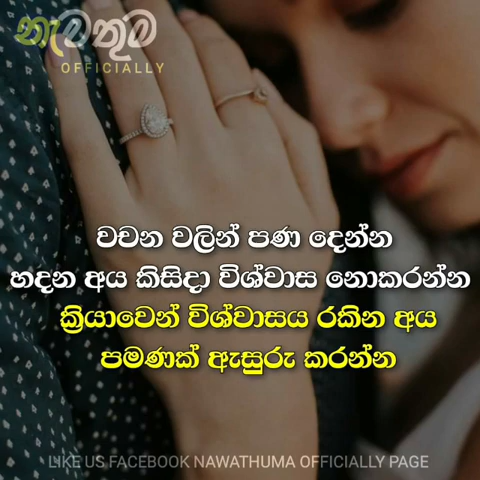 නැවතුම
OFFICIALLY
වචන වලින් පණ දෙන්න
හදන අය කිසිදා විශ්වාස නොකරන්න
ක්‍රියාවෙන් විශ්වාසය රකින අය
පමණක් ඇසුරු කරන්න
LIKE US FACEBOOK NAWATHUMA OFFICIALLY PAGE